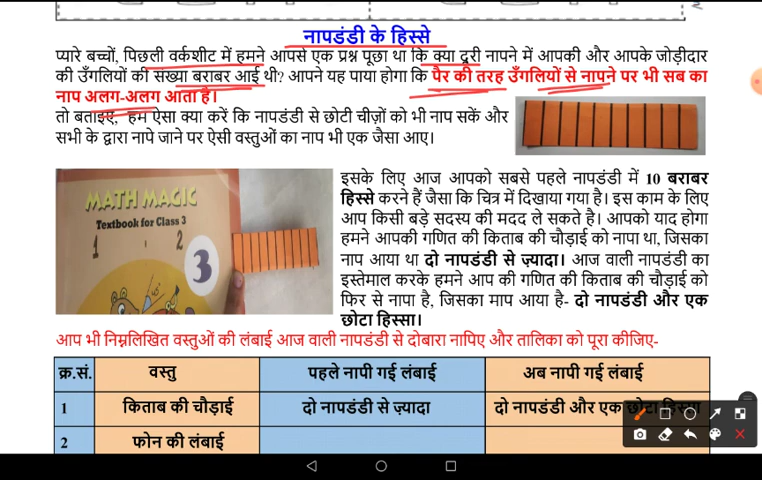 नापडंडी के हिस्से
प्यारे बच्चों, पिछली वर्कशीट में हमने आपसे एक प्रश्न पूछा था कि क्या दूरी नापने में आपकी और आपके जोड़ीदार
की उँगलियों की संख्या बराबर आई थी? आपने यह पाया होगा कि पैर की तरह उँगलियों से नापने पर भी सब का
नाप अलग-अलग आता है।
तो बताइए, हम ऐसा क्या करें कि नापडंडी से छोटी चीज़ों को भी नाप सकें और
सभी के द्वारा नापे जाने पर ऐसी वस्तुओं का नाप भी एक जैसा आए।
MATH MAGIC
Textbook for Class 3
1 2
3
इसके लिए आज आपको सबसे पहले नापडंडी में 10 बराबर
हिस्से करने हैं जैसा कि चित्र में दिखाया गया है। इस काम के लिए
आप किसी बड़े सदस्य की मदद ले सकते है। आपको याद होगा
हमने आपकी गणित की किताब की चौड़ाई को नापा था, जिसका
नाप आया था दो नापडंडी से ज़्यादा। आज वाली नापडंडी का
इस्तेमाल करके हमने आप की गणित की किताब की चौड़ाई को
फिर से नापा है, जिसका माप आया है- दो नापडंडी और एक
छोटा हिस्सा।
आप भी निम्नलिखित वस्तुओं की लंबाई आज वाली नापडंडी से दोबारा नापिए और तालिका को पूरा कीजिए-
क्र.सं. वस्तु पहले नापी गई लंबाई अब नापी गई लंबाई
1 किताब की चौड़ाई दो नापडंडी से ज़्यादा दो नापडंडी और एक छोटा हिस्सा
2 फोन की लंबाई